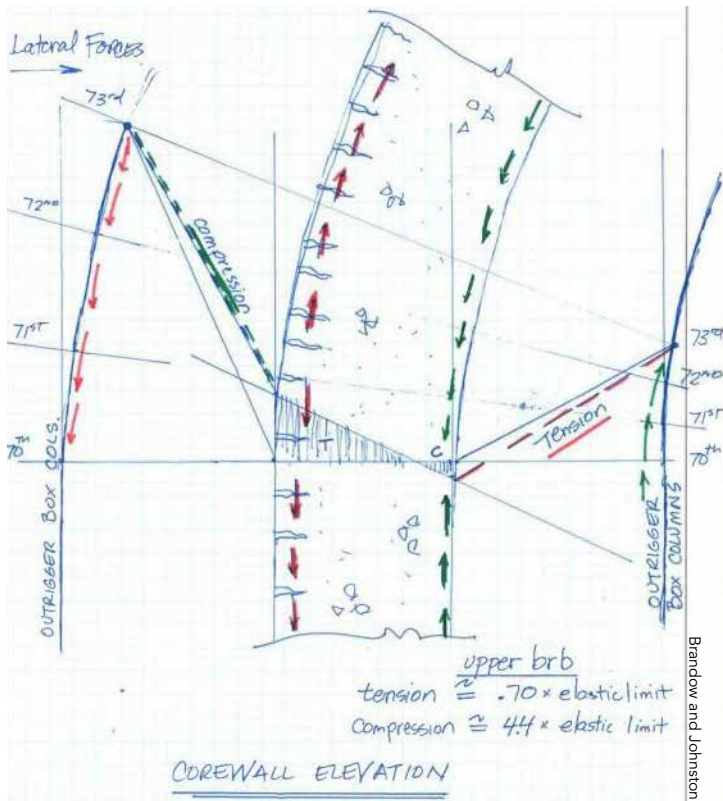 Lateral Forces
73rd
72ND
compression
71ST
70th
OUTRIGGER BOX COLS.
T
C
Tension
73rd
72ND
71ST
70th
OUTRIGGER
BOX COLUMNS
upper brb
tension ≅ .70 × elastic limit
Compression ≅ 4.4 × elastic limit
COREWALL ELEVATION
Brandow and Johnston